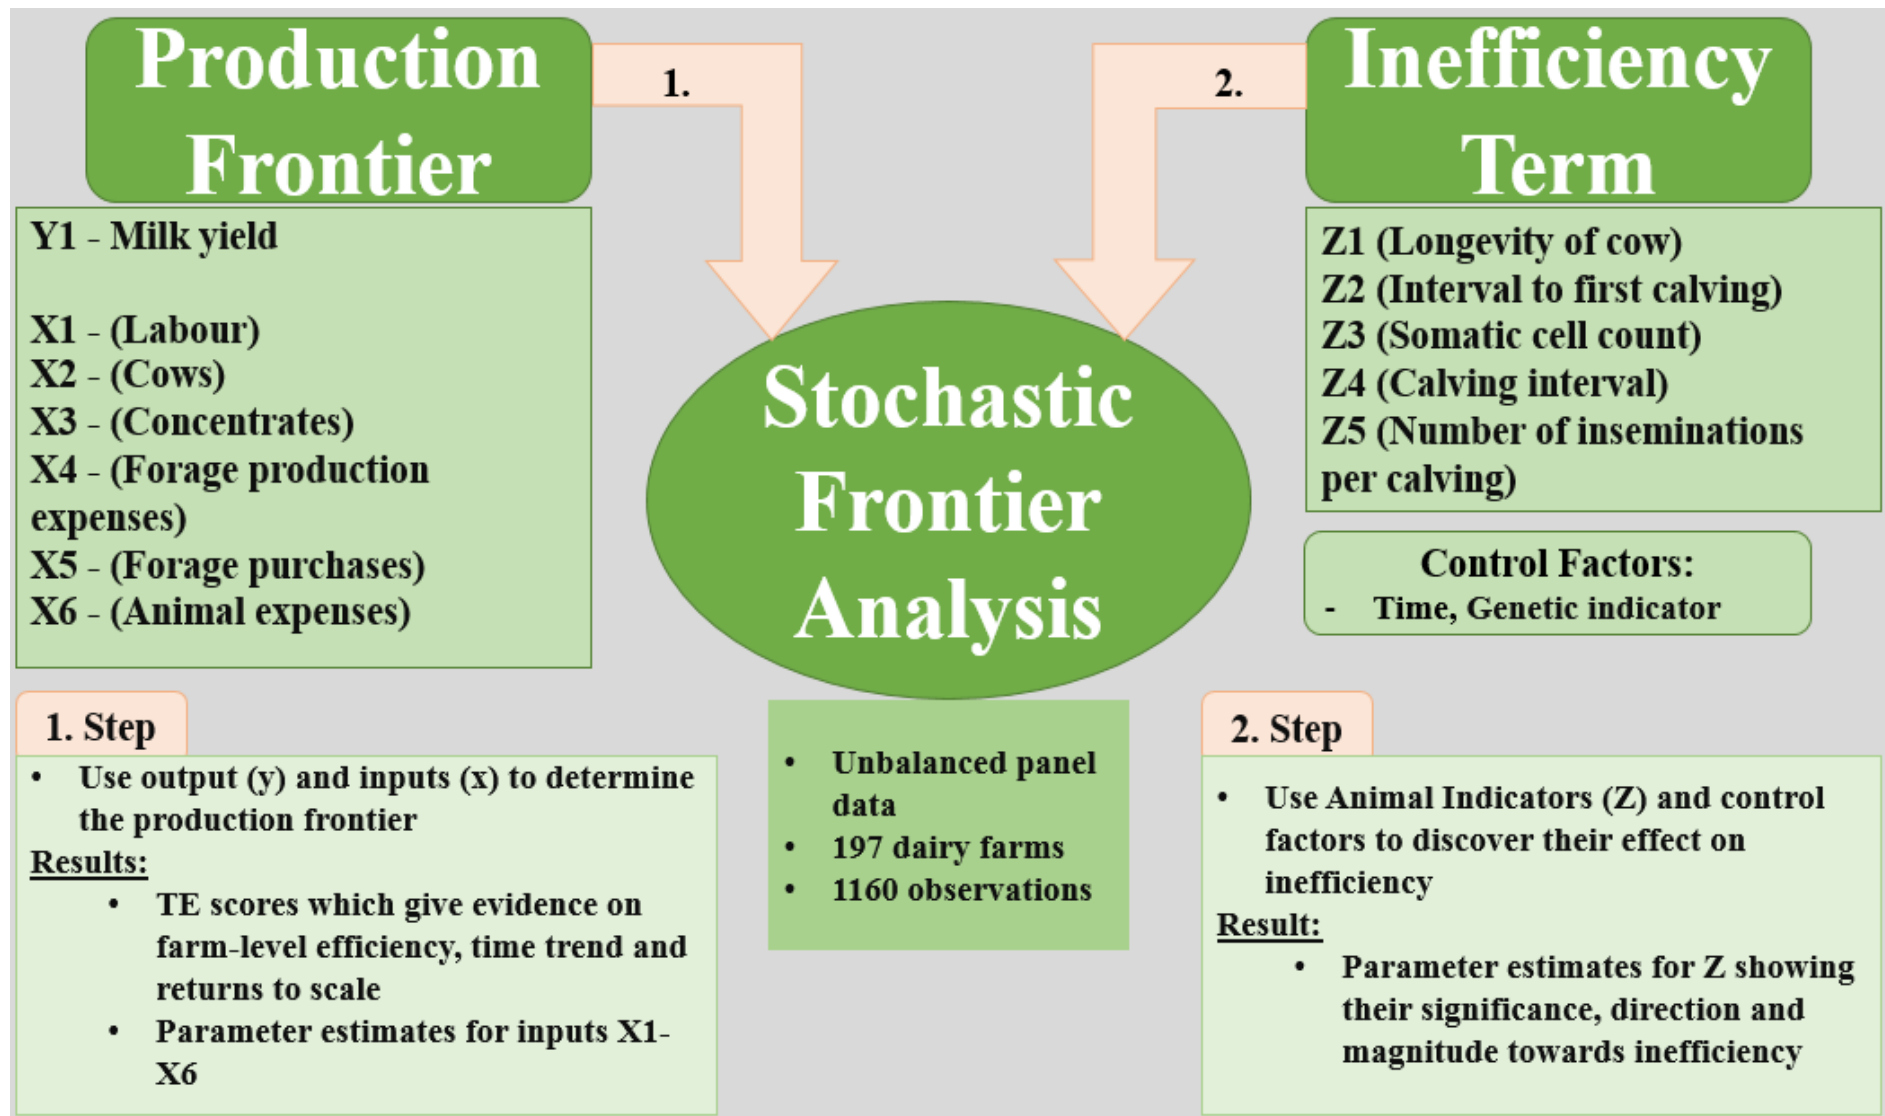 Production
Frontier
1.
2.
Inefficiency
Term
Y1 - Milk yield
X1 - (Labour)
X2 - (Cows)
X3 - (Concentrates)
X4 - (Forage production
expenses)
X5 - (Forage purchases)
X6 - (Animal expenses)
Stochastic
Frontier
Analysis
Z1 (Longevity of cow)
Z2 (Interval to first calving)
Z3 (Somatic cell count)
Z4 (Calving interval)
Z5 (Number of inseminations
per calving)
Control Factors:
- Time, Genetic indicator
1. Step
• Use output (y) and inputs (x) to determine
the production frontier
Results:
• TE scores which give evidence on
farm-level efficiency, time trend and
returns to scale
• Parameter estimates for inputs X1-
X6
• Unbalanced panel
data
• 197 dairy farms
• 1160 observations
2. Step
• Use Animal Indicators (Z) and control
factors to discover their effect on
inefficiency
Result:
• Parameter estimates for Z showing
their significance, direction and
magnitude towards inefficiency